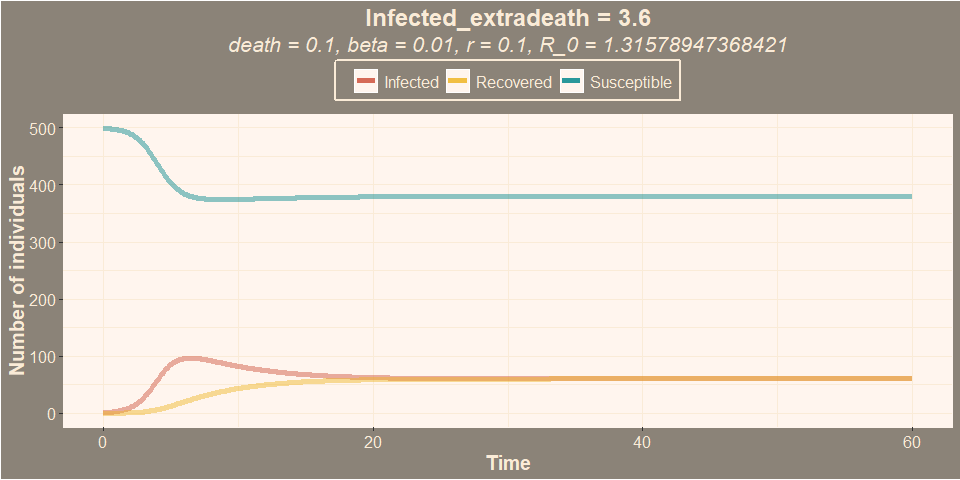 Infected_extradeath = 3.6
death = 0.1, beta = 0.01, r = 0.1, R_0 = 1.31578947368421
Infected Recovered Susceptible
Number of individuals
500
400
300
200
100
0
0 20 40 60
Time